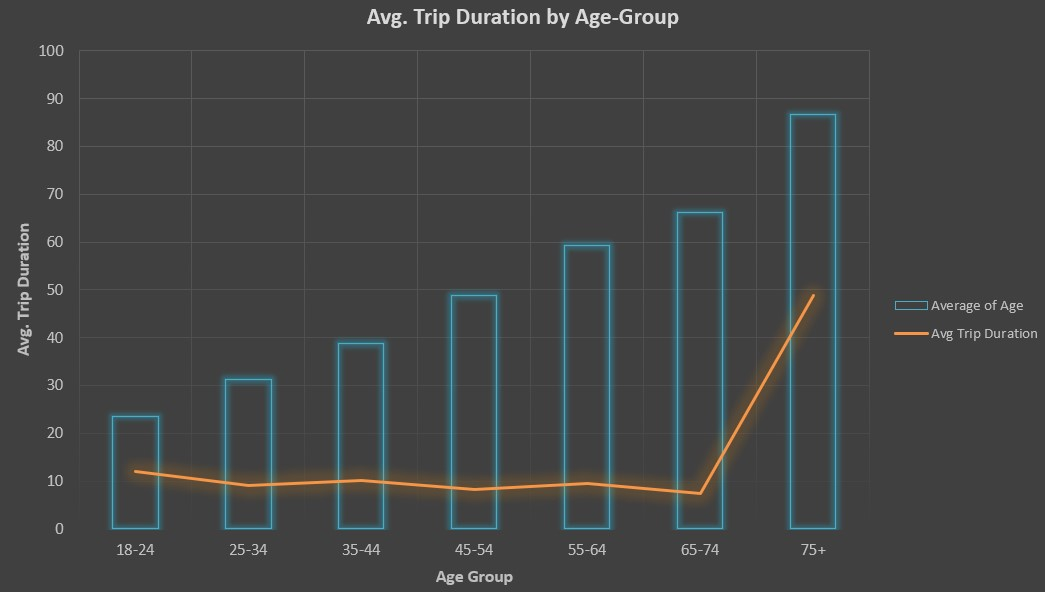 Avg. Trip Duration by Age-Group
100
90
80
70
60
50
40
30
20
10
0
Avg. Trip Duration
18-24 25-34 35-44 45-54 55-64 65-74 75+
Age Group
Average of Age
Avg Trip Duration